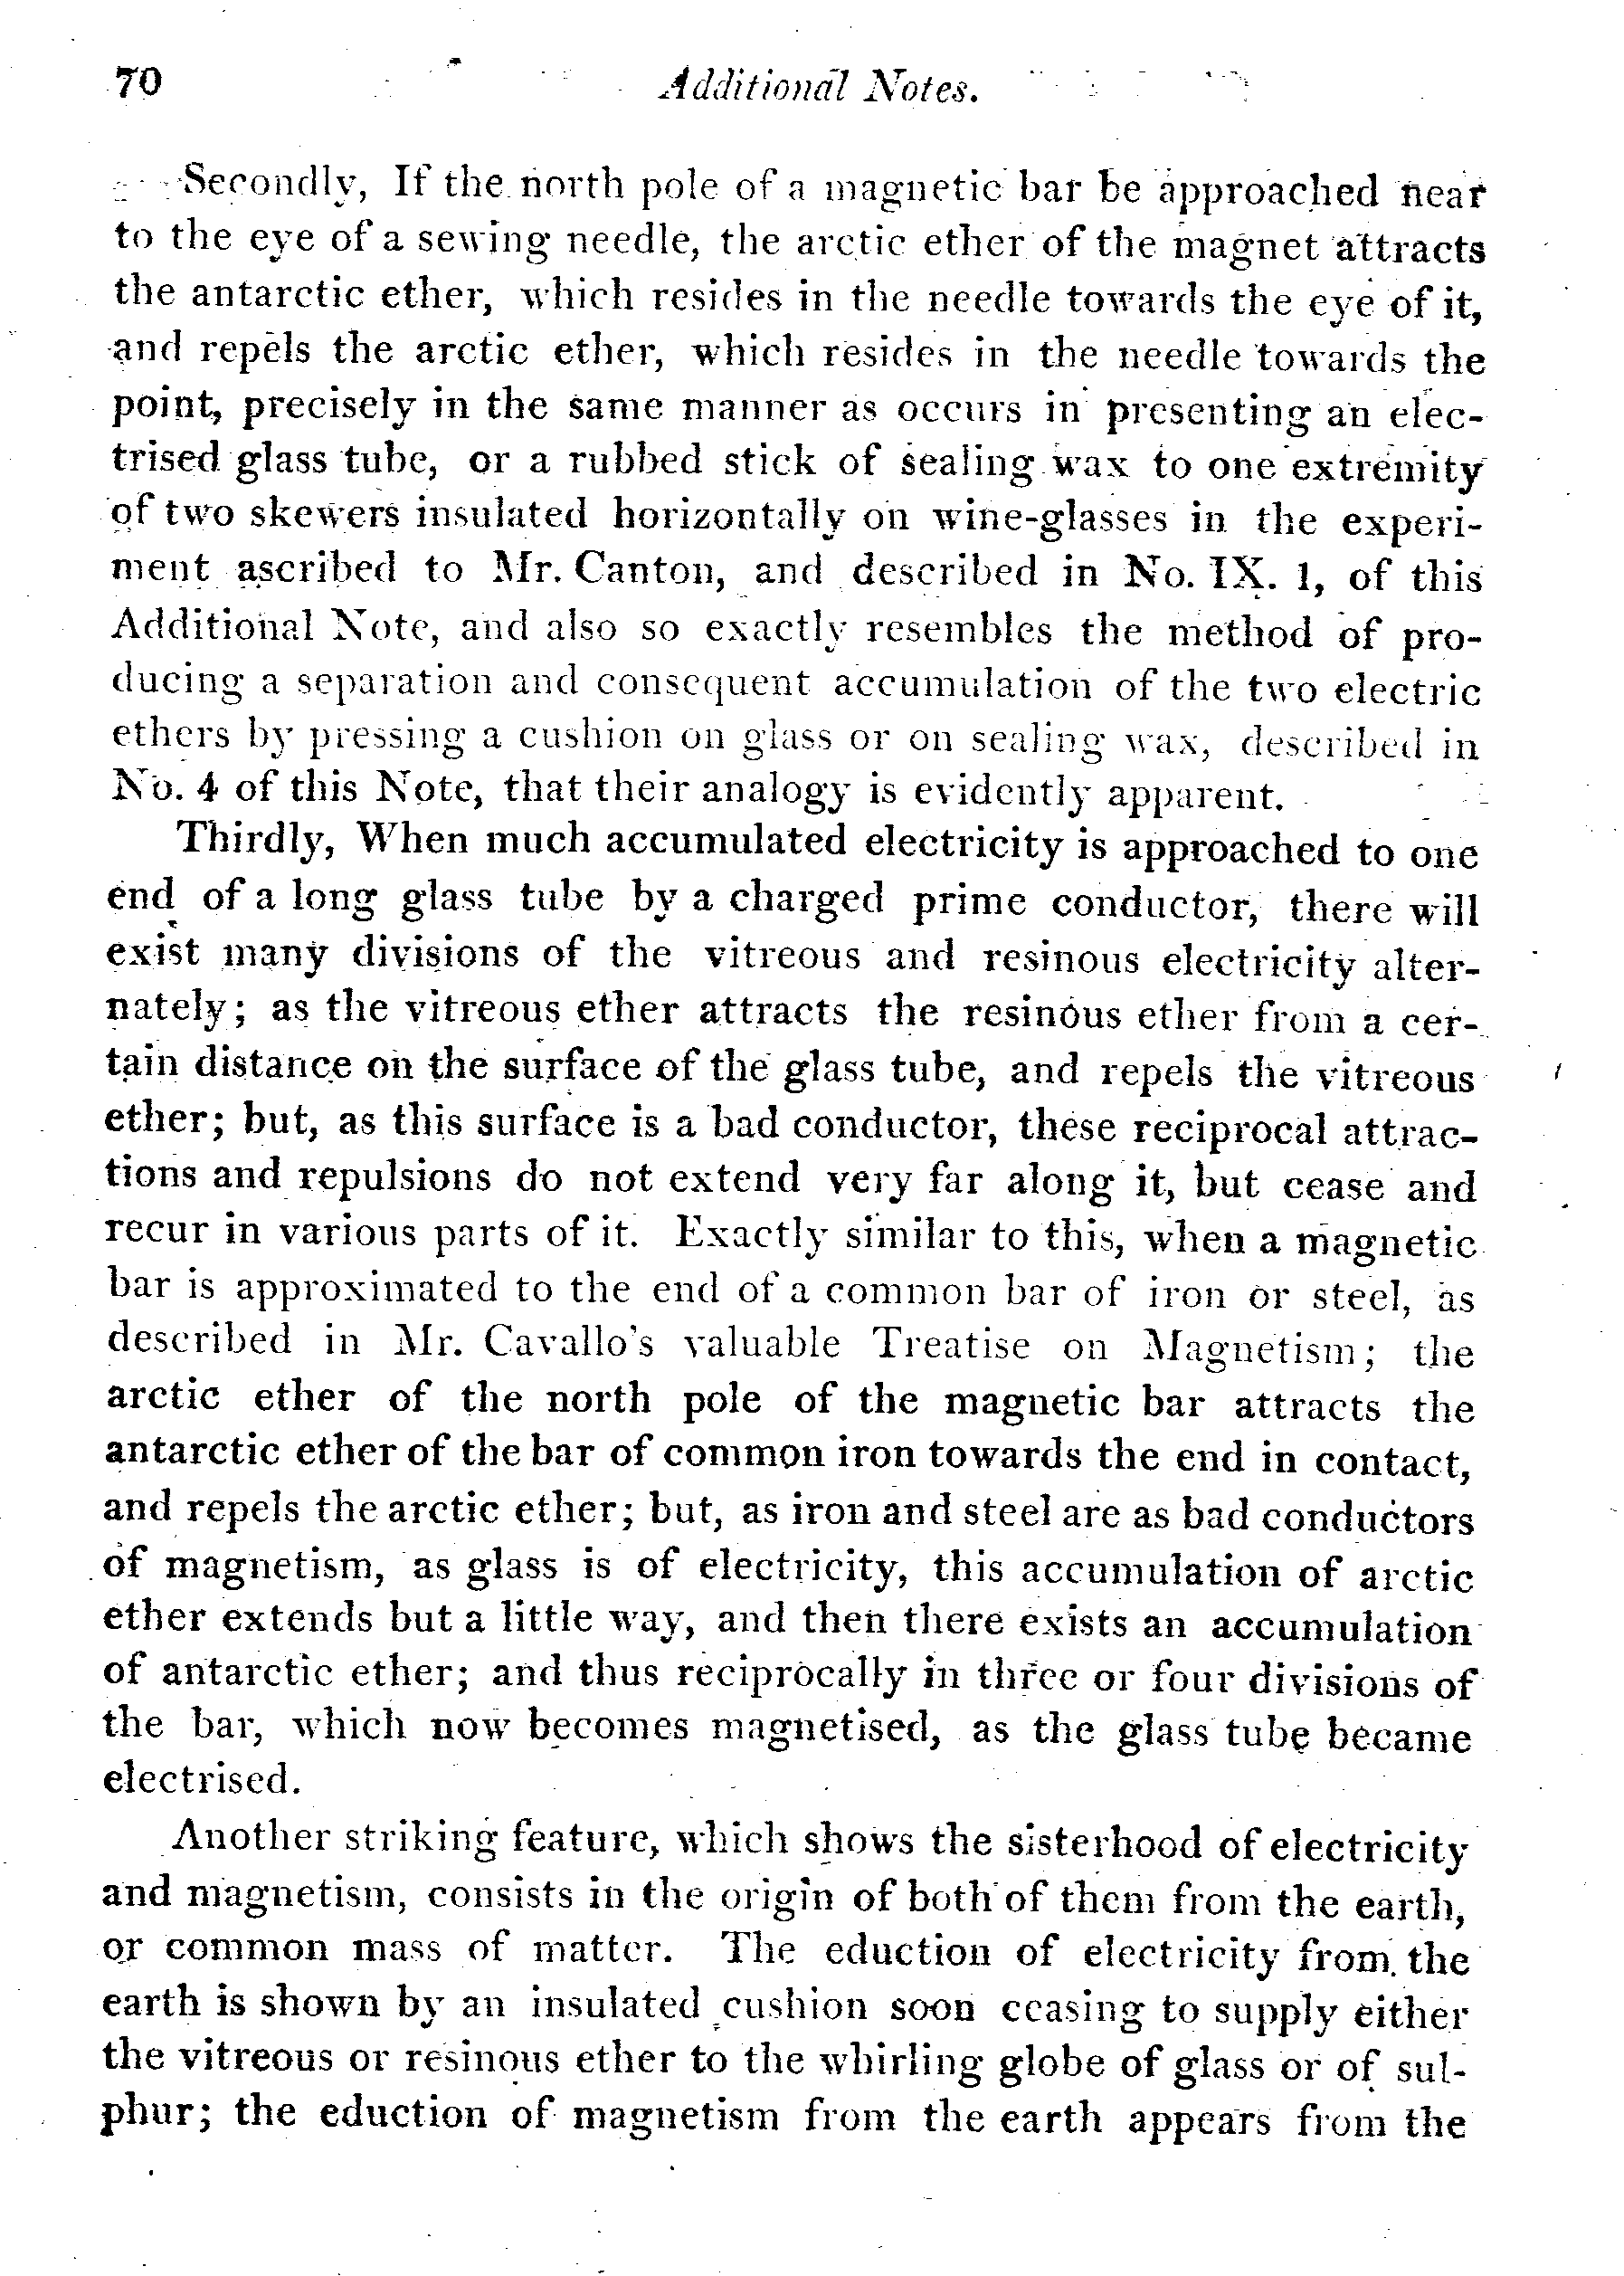 70 Additional Notes.
Secondly, If the north pole of a magnetic bar be approached near
to the eye of a sewing needle, the arctic ether of the magnet attracts
the antarctic ether, which resides in the needle towards the eye of it,
and repels the arctic ether, which resides in the needle towards the
point, precisely in the same manner as occurs in presenting an elec-
trised glass tube, or a rubbed stick of sealing wax to one extremity
of two skewers insulated horizontally on wine-glasses in the experi-
ment ascribed to Mr. Canton, and described in No. IX. 1, of this
Additional Note, and also so exactly resembles the method of pro-
ducing a separation and consequent accumulation of the two electric
ethers by pressing a cushion on glass or on sealing wax, described in
No. 4 of this Note, that their analogy is evidently apparent.
Thirdly, When much accumulated electricity is approached to one
end of a long glass tube by a charged prime conductor, there will
exist many divisions of the vitreous and resinous electricity alter-
nately; as the vitreous ether attracts the resinous ether from a cer-
tain distance on the surface of the glass tube, and repels the vitreous
ether; but, as this surface is a bad conductor, these reciprocal attrac-
tions and repulsions do not extend very far along it, but cease and
recur in various parts of it. Exactly similar to this, when a magnetic
bar is approximated to the end of a common bar of iron or steel, as
described in Mr. Cavallo's valuable Treatise on Magnetism; the
arctic ether of the north pole of the magnetic bar attracts the
antarctic ether of the bar of common iron towards the end in contact,
and repels the arctic ether; but, as iron and steel are as bad conductors
of magnetism, as glass is of electricity, this accumulation of arctic
ether extends but a little way, and then there exists an accumulation
of antarctic ether; and thus reciprocally in three or four divisions of
the bar, which now becomes magnetised, as the glass tube became
electrised.
Another striking feature, which shows the sisterhood of electricity
and magnetism, consists in the origin of both of them from the earth,
or common mass of matter. The eduction of electricity from the
earth is shown by an insulated cushion soon ceasing to supply either
the vitreous or resinous ether to the whirling globe of glass or of sul-
phur; the eduction of magnetism from the earth appears from the